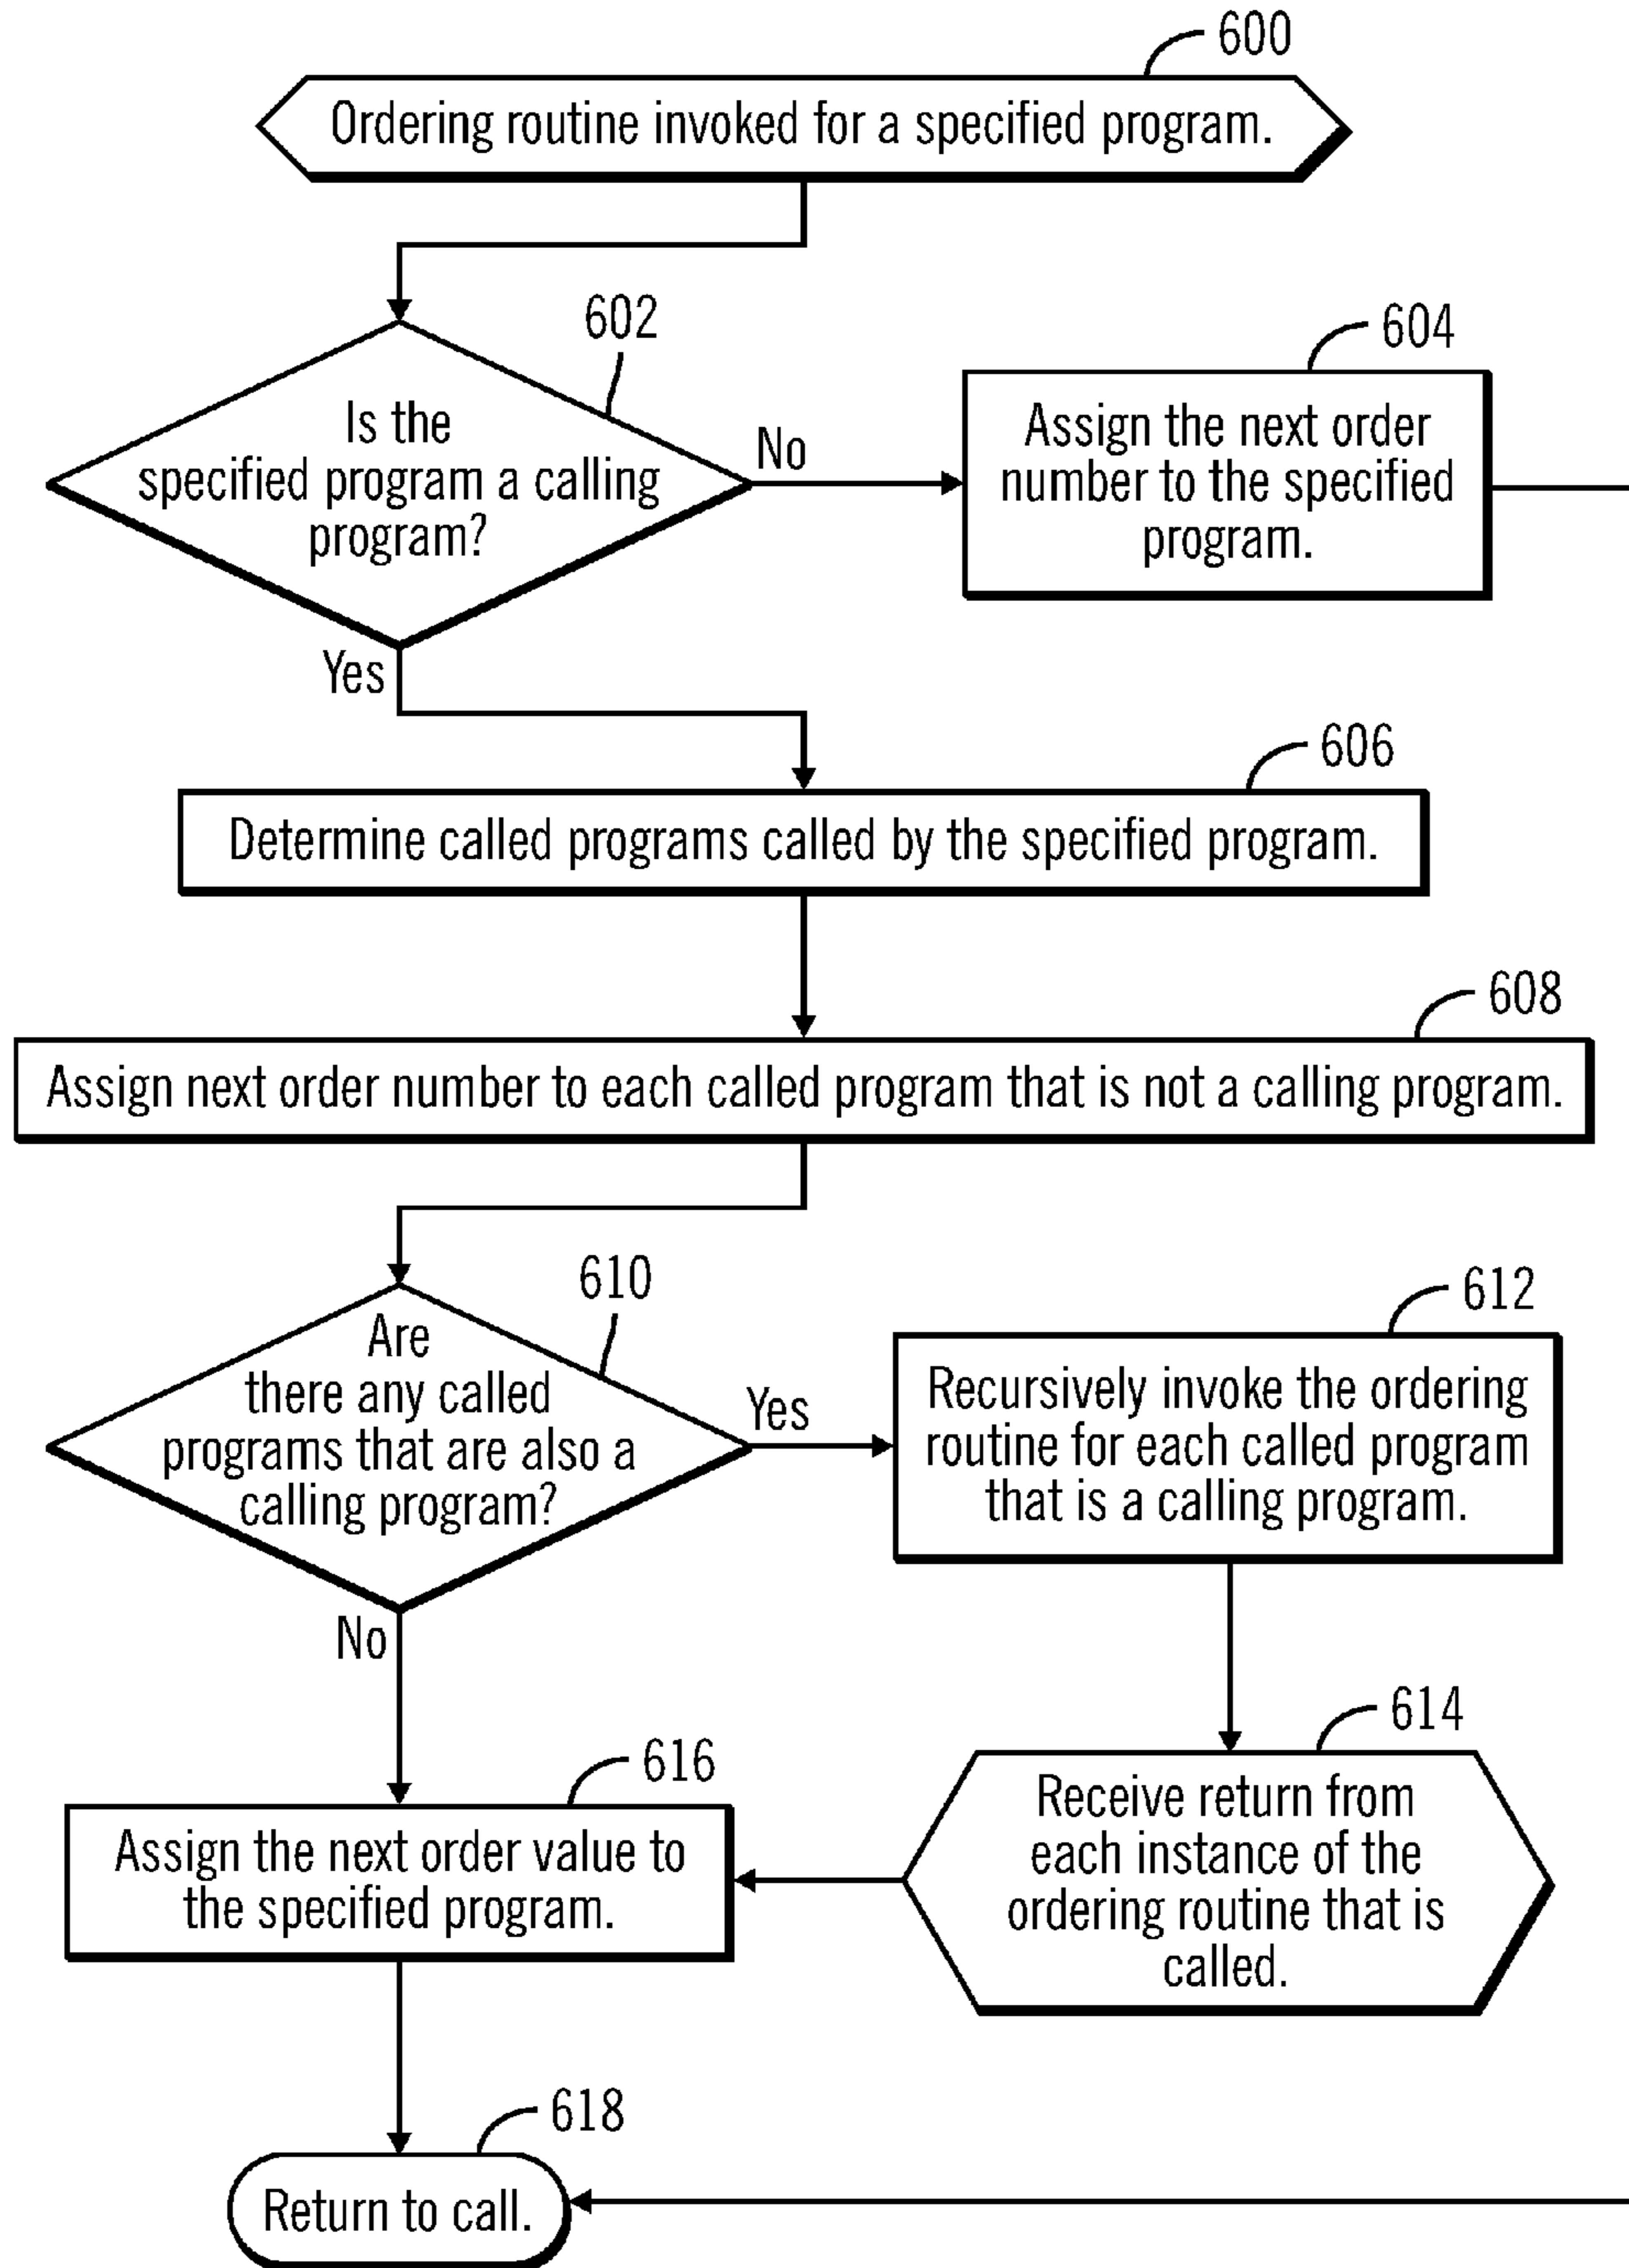 600
Ordering routine invoked for a specified program.
602
Is the
specified program a calling
program?
No
604
Assign the next order
number to the specified
program.
Yes
606
Determine called programs called by the specified program.
608
Assign next order number to each called program that is not a calling program.
610
Are
there any called
programs that are also a
calling program?
Yes
612
Recursively invoke the ordering
routine for each called program
that is a calling program.
No
614
Receive return from
each instance of the
ordering routine that is
called.
616
Assign the next order value to
the specified program.
618
Return to call.